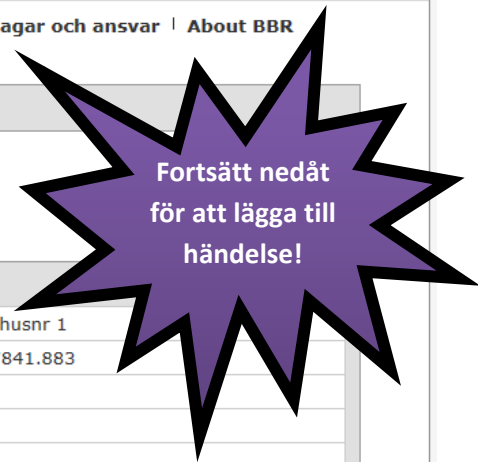 agar och ansvar | About BBR
Fortsätt nedåt
för att lägga till
händelse!
husnr 1
841.883